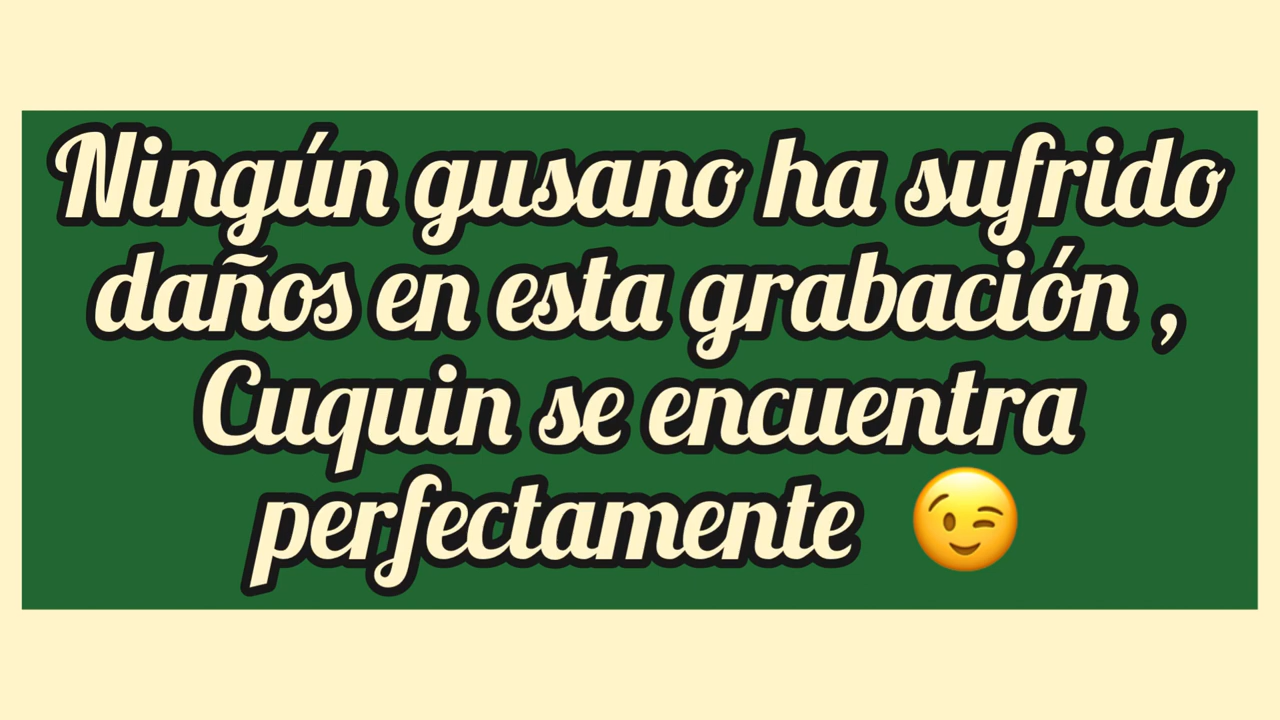 Ningún gusano ha sufrido
daños en esta grabación ,
Cuquin se encuentra
perfectamente 😉